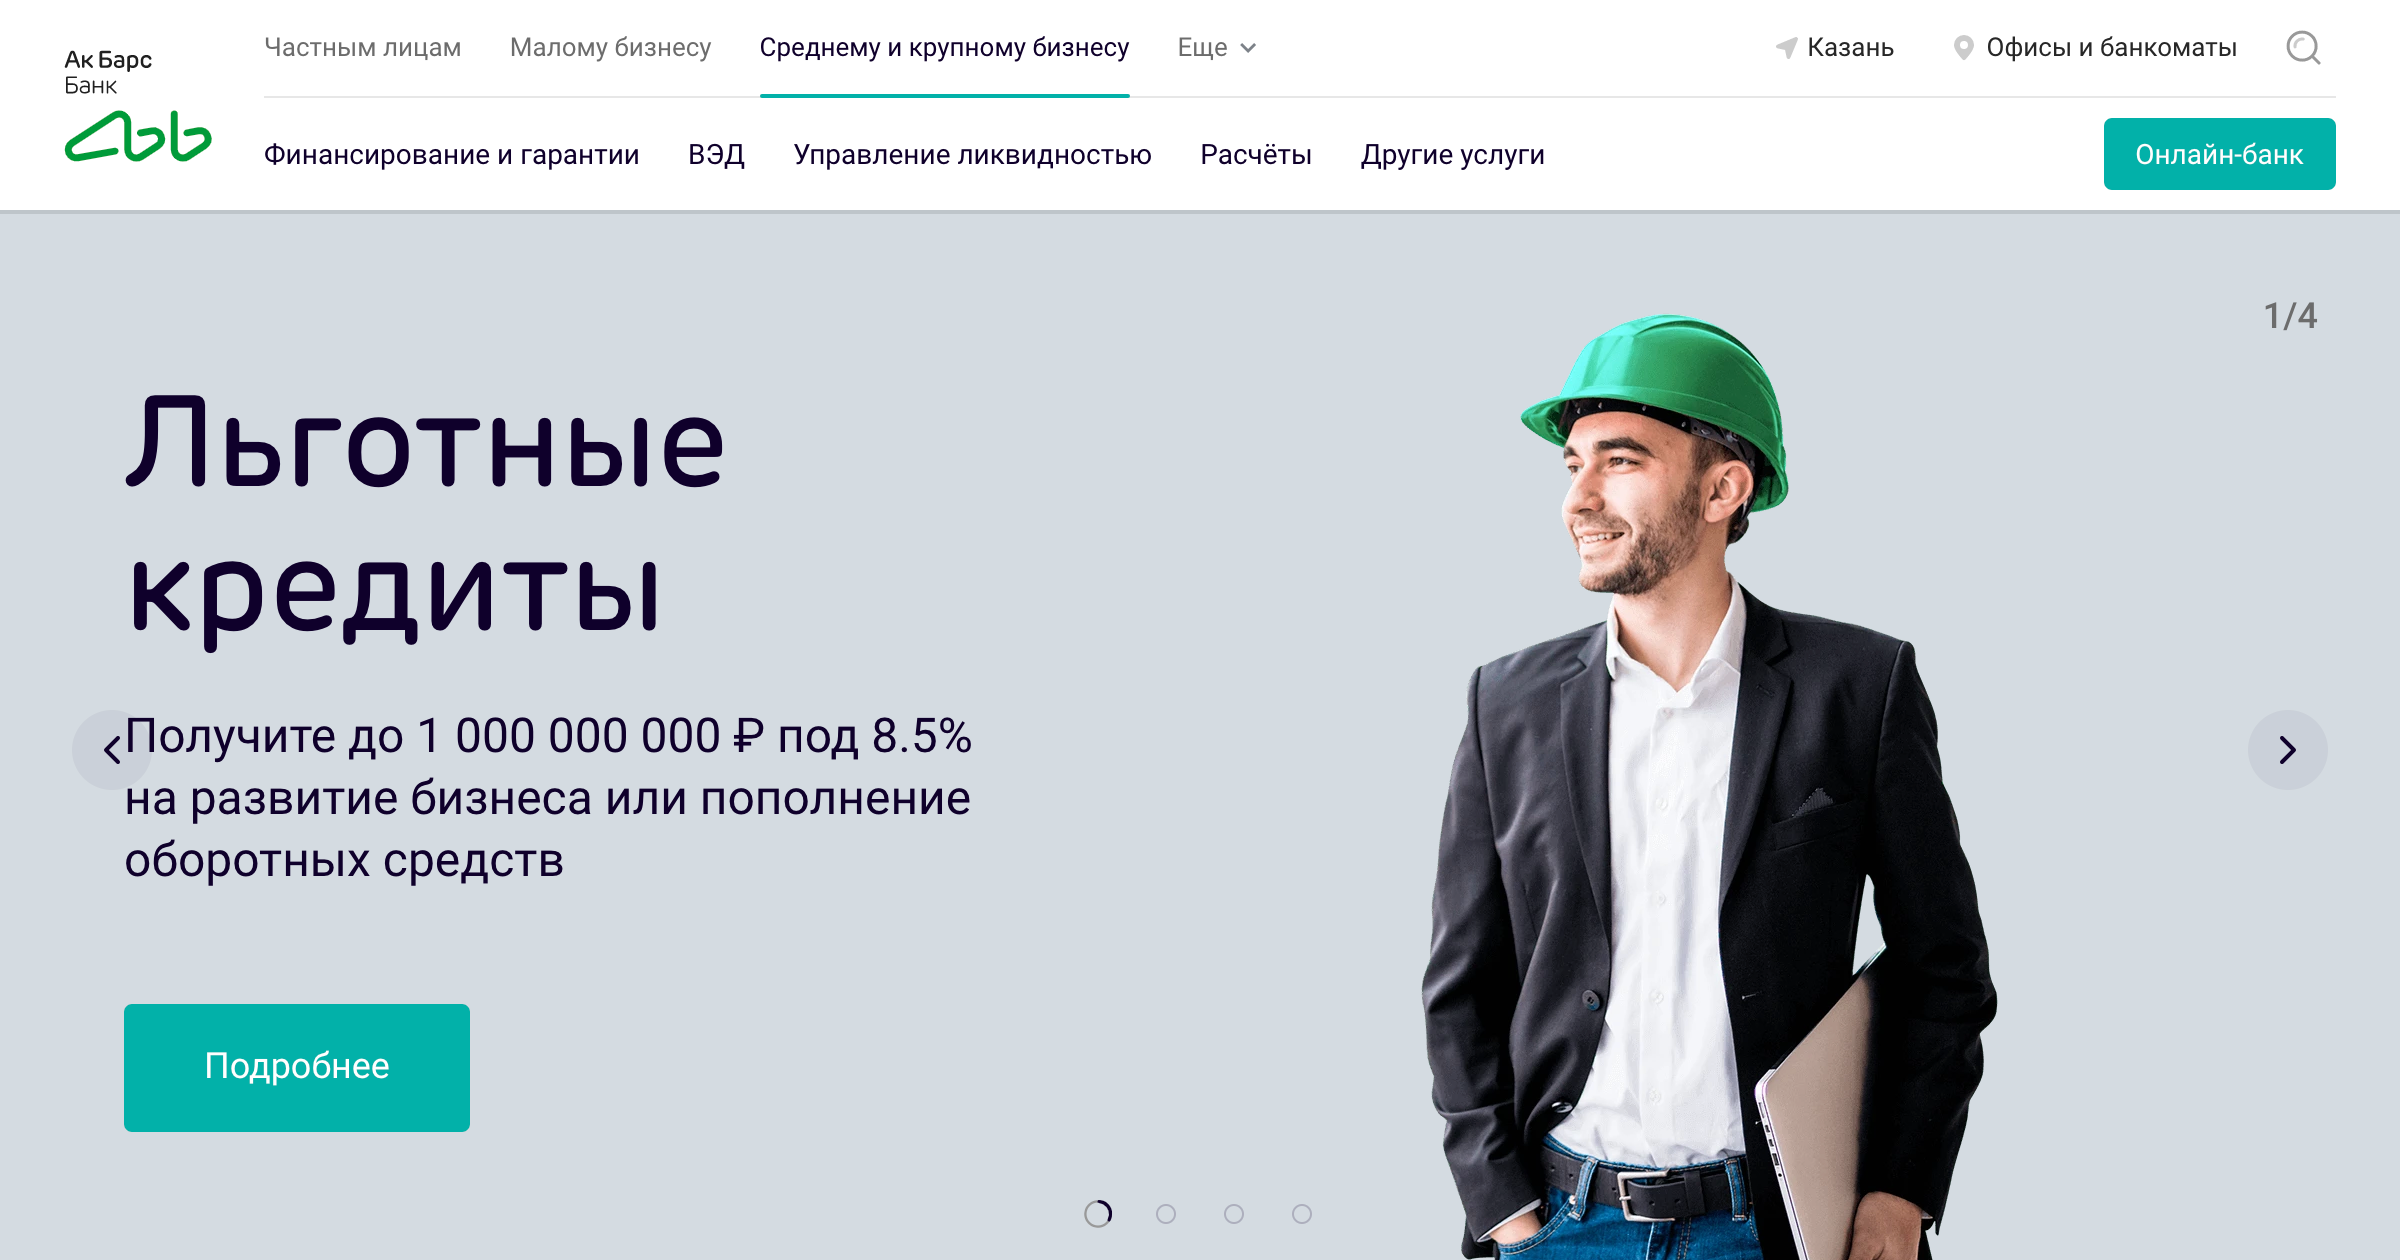 Ак Барс
Банк
Частным лицам
Малому бизнесу
Среднему и крупному бизнесу
Еще
Казань
Офисы и банкоматы
Финансирование и гарантии
ВЭД
Управление ликвидностью
Расчёты
Другие услуги
Онлайн-банк
1/4
Льготные
кредиты
Получите до 1 000 000 000 ₽ под 8.5%
на развитие бизнеса или пополнение
оборотных средств
Подробнее